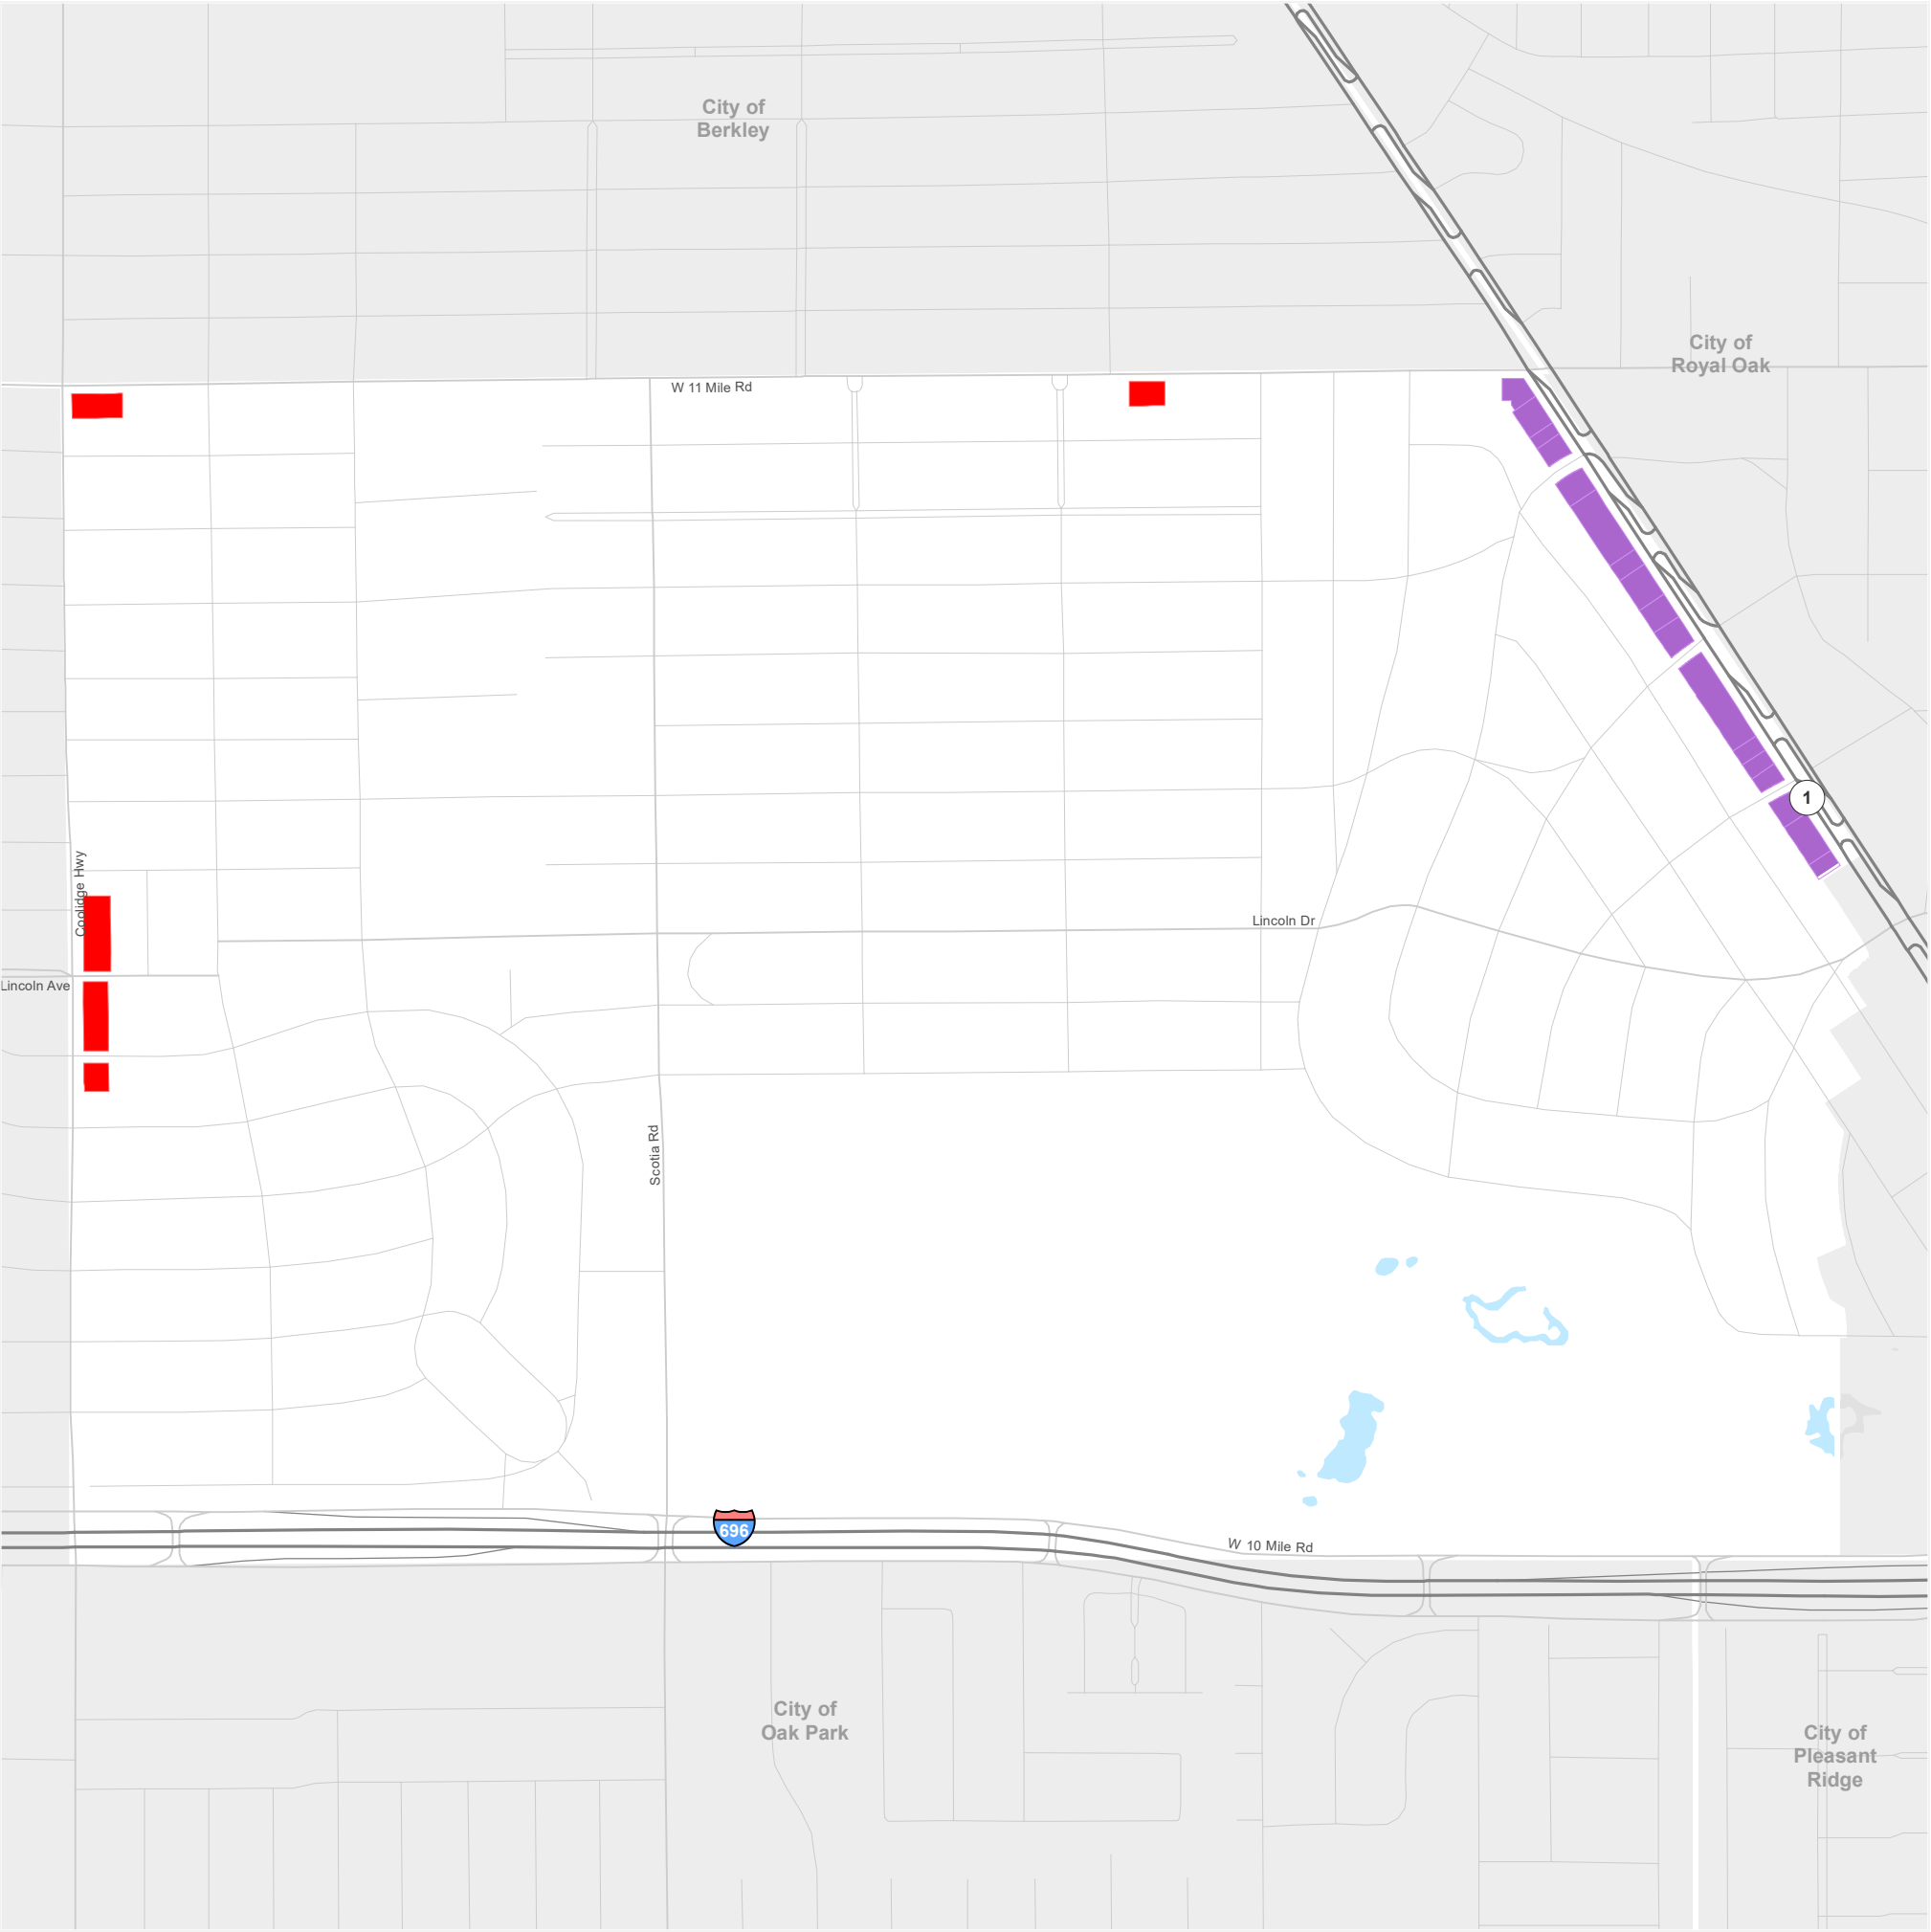 City of
Berkley
City of
Royal Oak
W 11 Mile Rd
1
Coolidge Hwy
Lincoln Dr
Lincoln Ave
Scotia Rd
696
W 10 Mile Rd
City of
Oak Park
City of
Pleasant
Ridge